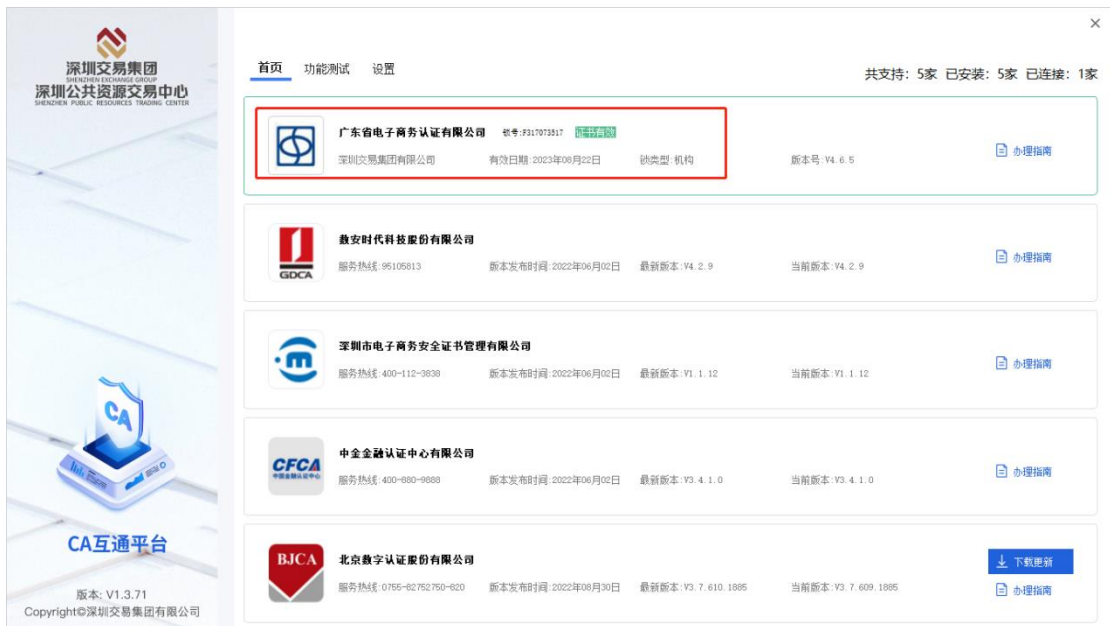 深圳交易集团
SHENZHEN EXCHANGE GROUP
深圳公共资源交易中心
SHENZHEN PUBLIC RESOURCES TRADING CENTER
×
首页 功能测试 设置
共支持：5家 已安装：5家 已连接：1家
广东省电子商务认证有限公司 锁号:F317073517 证书有效
深圳交易集团有限公司 有效日期:2023年08月22日 锁类型:机构 版本号:V4.6.5
办理指南
GDCA
数安时代科技股份有限公司
服务热线:95105813 版本发布时间:2022年06月02日 最新版本:V4.2.9 当前版本:V4.2.9
办理指南
深圳市电子商务安全证书管理有限公司
服务热线:400-112-3838 版本发布时间:2022年06月02日 最新版本:V1.1.12 当前版本:V1.1.12
办理指南
CFCA
中国金融认证中心
中金金融认证中心有限公司
服务热线:400-880-9888 版本发布时间:2022年06月02日 最新版本:V3.4.1.0 当前版本:V3.4.1.0
办理指南
BJCA
北京数字认证股份有限公司
服务热线:0755-82752750-820 版本发布时间:2022年08月30日 最新版本:V3.7.610.1885 当前版本:V3.7.609.1885
下载更新
办理指南
CA
CA互通平台
版本: V1.3.71
Copyright©深圳交易集团有限公司